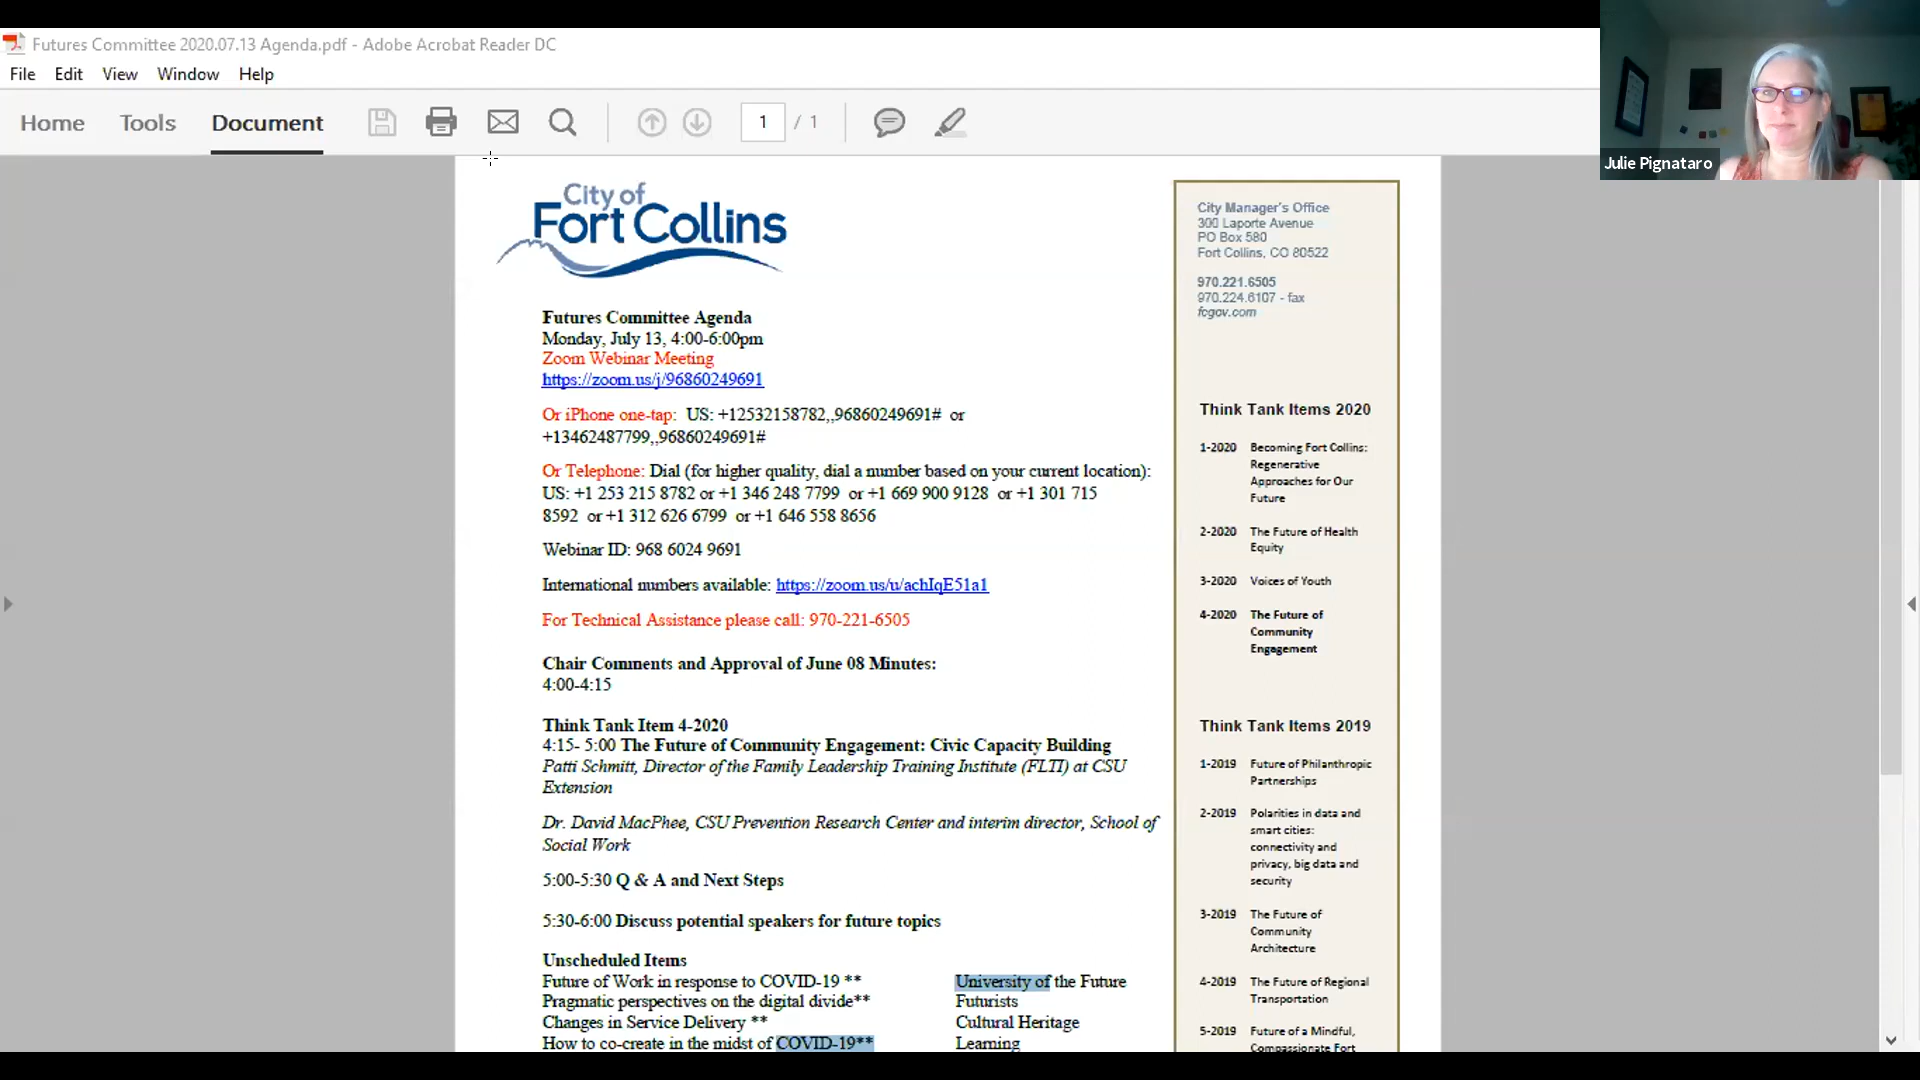 Futures Committee 2020.07.13 Agenda.pdf - Adobe Acrobat Reader DC
File Edit View Window Help
Home Tools Document 1 / 1
Julie Pignataro
City of
Fort Collins
Futures Committee Agenda
Monday, July 13, 4:00-6:00pm
Zoom Webinar Meeting
https://zoom.us/j/96860249691
Or iPhone one-tap: US: +12532158782,,96860249691# or
+13462487799,,96860249691#
Or Telephone: Dial (for higher quality, dial a number based on your current location):
US: +1 253 215 8782 or +1 346 248 7799 or +1 669 900 9128 or +1 301 715
8592 or +1 312 626 6799 or +1 646 558 8656
Webinar ID: 968 6024 9691
International numbers available: https://zoom.us/u/achIqE51a1
For Technical Assistance please call: 970-221-6505
Chair Comments and Approval of June 08 Minutes:
4:00-4:15
Think Tank Item 4-2020
4:15- 5:00 The Future of Community Engagement: Civic Capacity Building
Patti Schmitt, Director of the Family Leadership Training Institute (FLTI) at CSU
Extension
Dr. David MacPhee, CSU Prevention Research Center and interim director, School of
Social Work
5:00-5:30 Q & A and Next Steps
5:30-6:00 Discuss potential speakers for future topics
Unscheduled Items
Future of Work in response to COVID-19 ** University of the Future
Pragmatic perspectives on the digital divide** Futurists
Changes in Service Delivery ** Cultural Heritage
How to co-create in the midst of COVID-19** Learning
City Manager's Office
300 Laporte Avenue
PO Box 580
Fort Collins, CO 80522
970.221.6505
970.224.6107 - fax
fcgov.com
Think Tank Items 2020
1-2020 Becoming Fort Collins:
Regenerative
Approaches for Our
Future
2-2020 The Future of Health
Equity
3-2020 Voices of Youth
4-2020 The Future of
Community
Engagement
Think Tank Items 2019
1-2019 Future of Philanthropic
Partnerships
2-2019 Polarities in data and
smart cities:
connectivity and
privacy, big data and
security
3-2019 The Future of
Community
Architecture
4-2019 The Future of Regional
Transportation
5-2019 Future of a Mindful,
Compassionate Fort